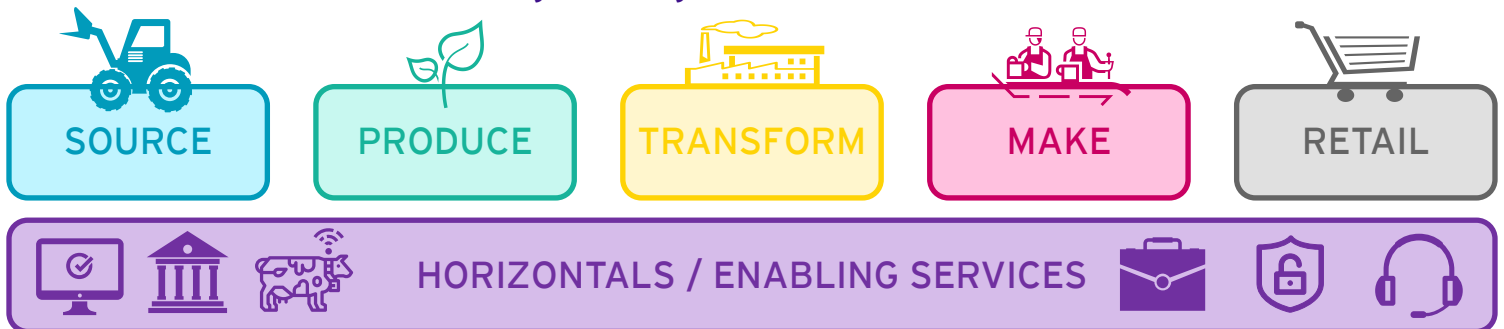 SOURCE
PRODUCE
TRANSFORM
MAKE
RETAIL
HORIZONTALS / ENABLING SERVICES